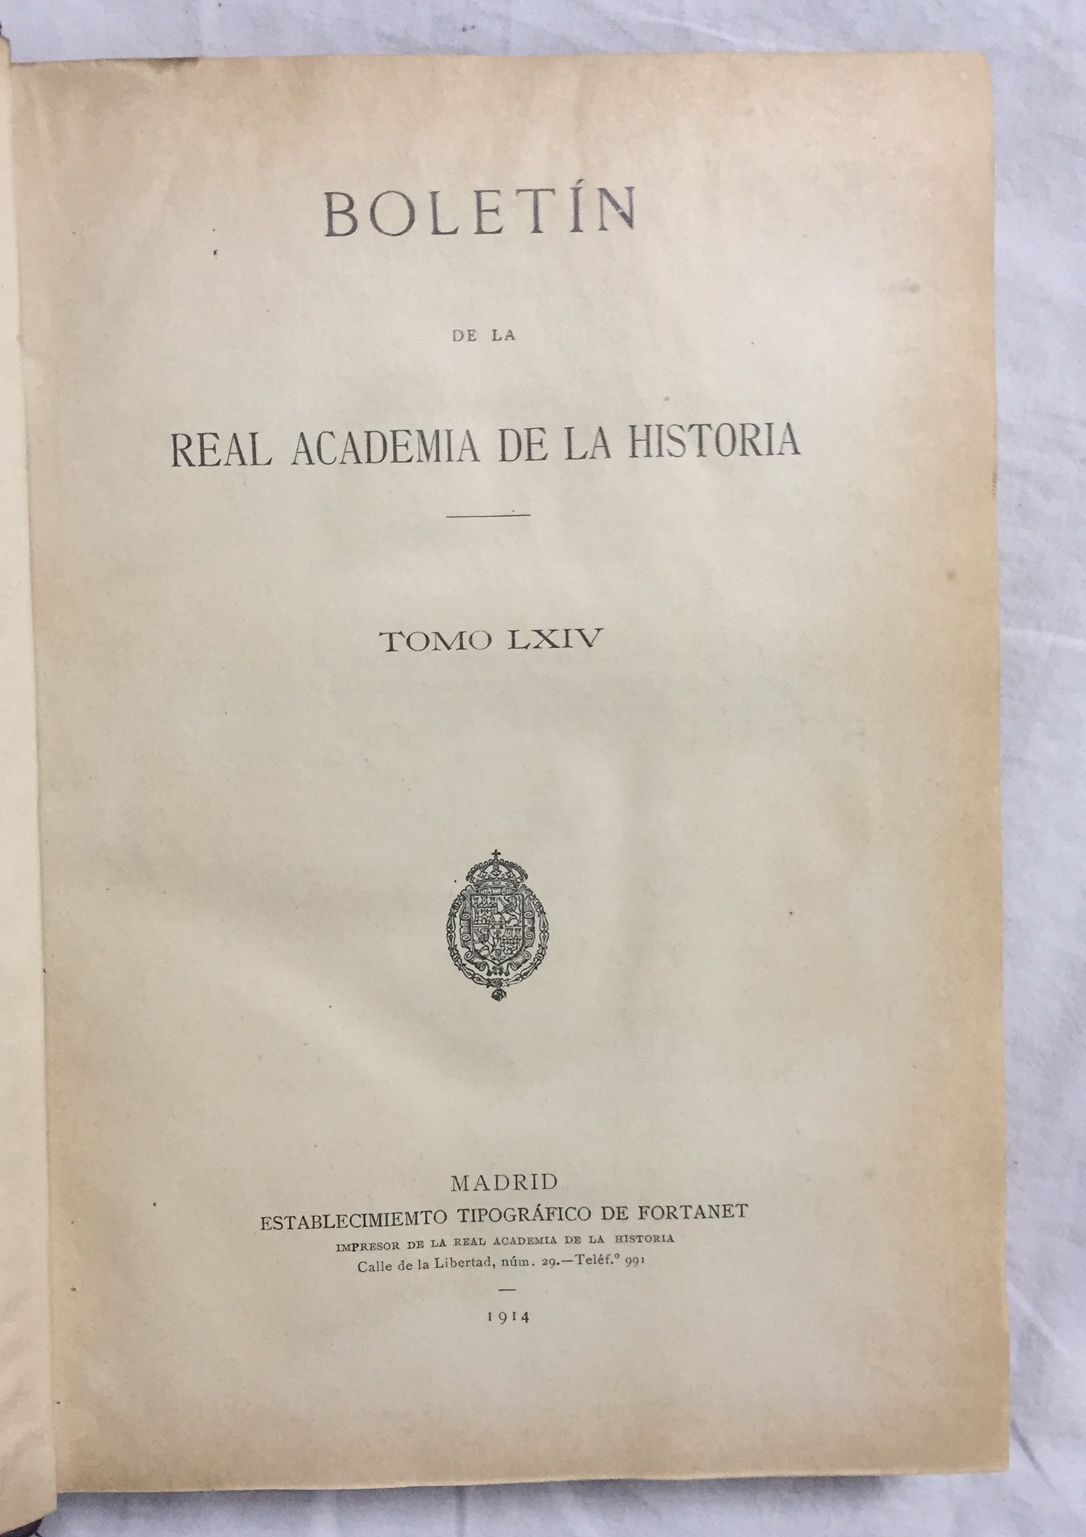 BOLETÍN
DE LA
REAL ACADEMIA DE LA HISTORIA
TOMO LXIV
MADRID
ESTABLECIMIEMTO TIPOGRÁFICO DE FORTANET
IMPRESOR DE LA REAL ACADEMIA DE LA HISTORIA
Calle de la Libertad, núm. 29.—Teléf.º 991
1914